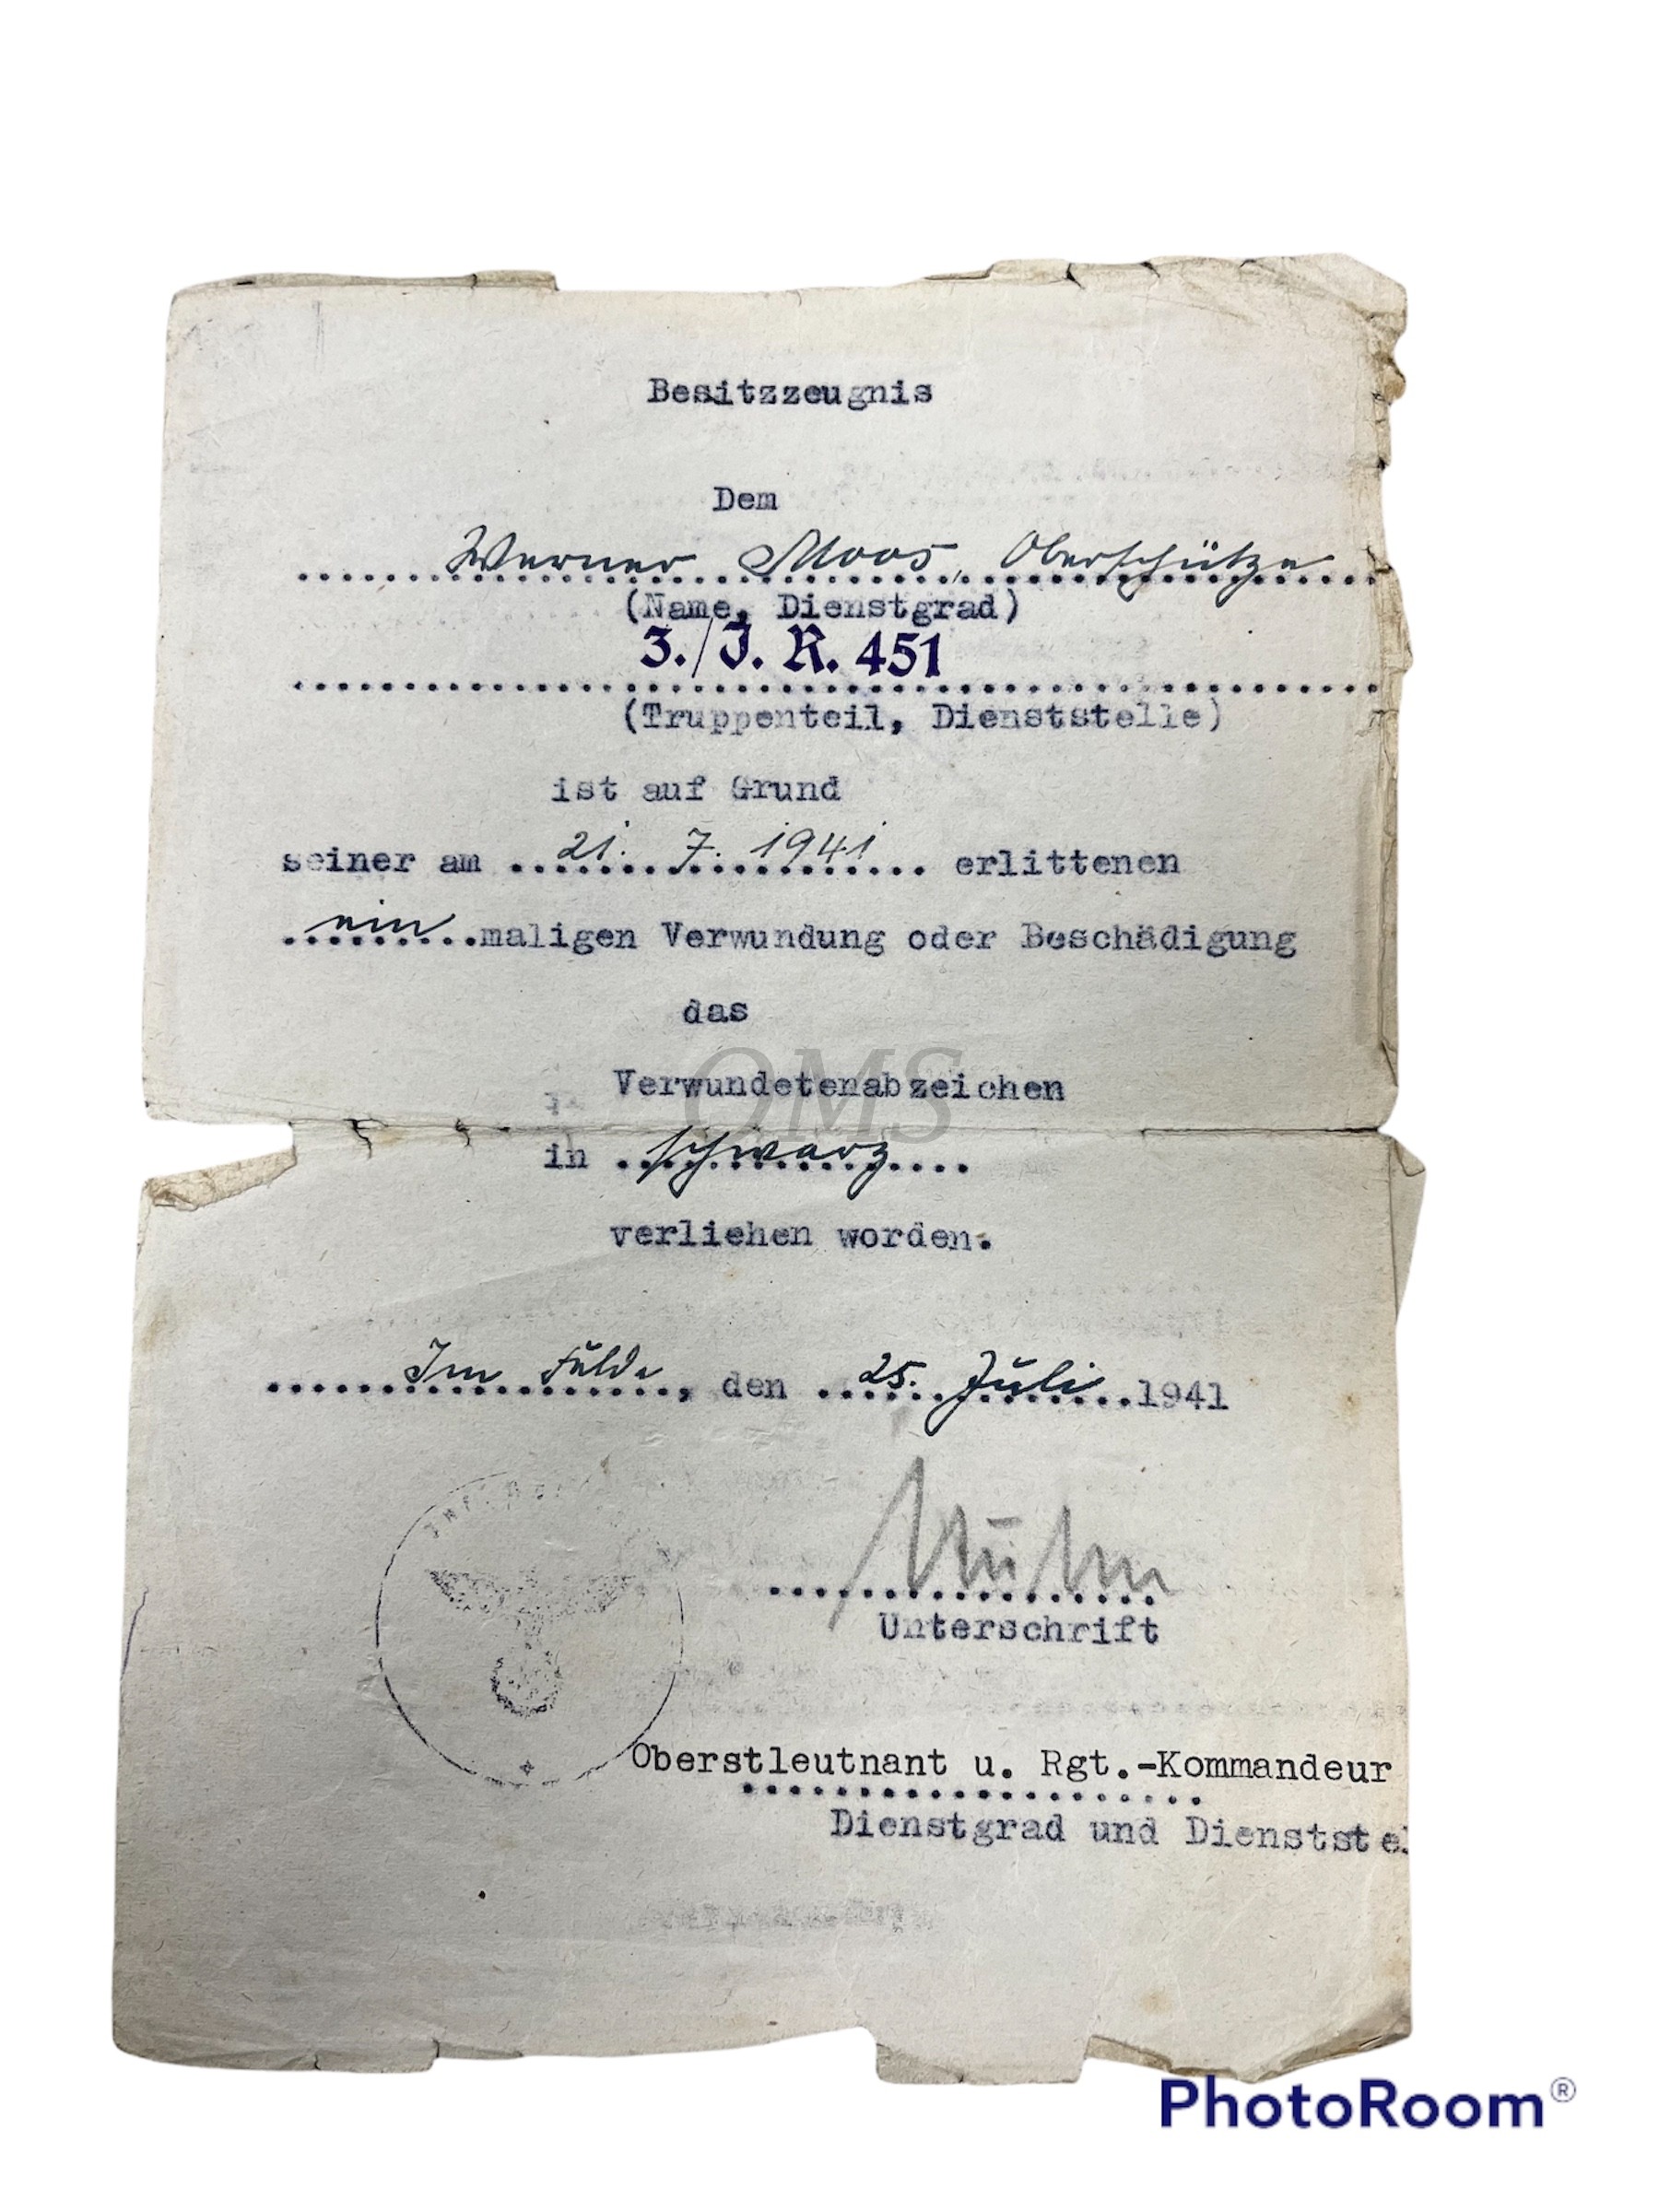 Besitzzeugnis
Dem
Werner Moos, Oberschütze
(Name, Dienstgrad)
3./J. R. 451
(Truppenteil, Dienststelle)
ist auf Grund
seiner am 21. 7. 1941 erlittenen
ein maligen Verwundung oder Beschädigung
das
QMS
Verwundetenabzeichen
in schwarz
verliehen worden.
Im Felde, den 25. Juli 1941
Unterschrift
Oberstleutnant u. Rgt.-Kommandeur
Dienstgrad und Dienststel
PhotoRoom®